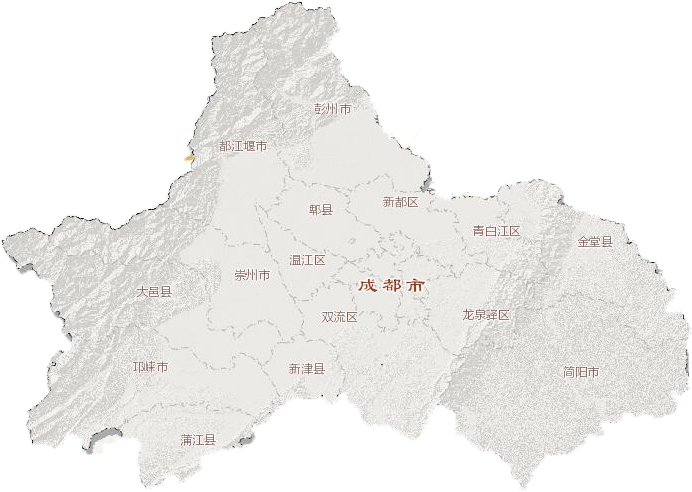 彭州市
都江堰市
新都区
郫县
青白江区
金堂县
温江区
崇州市
成都市
大邑县
双流区
龙泉驿区
邛崃市
新津县
简阳市
蒲江县